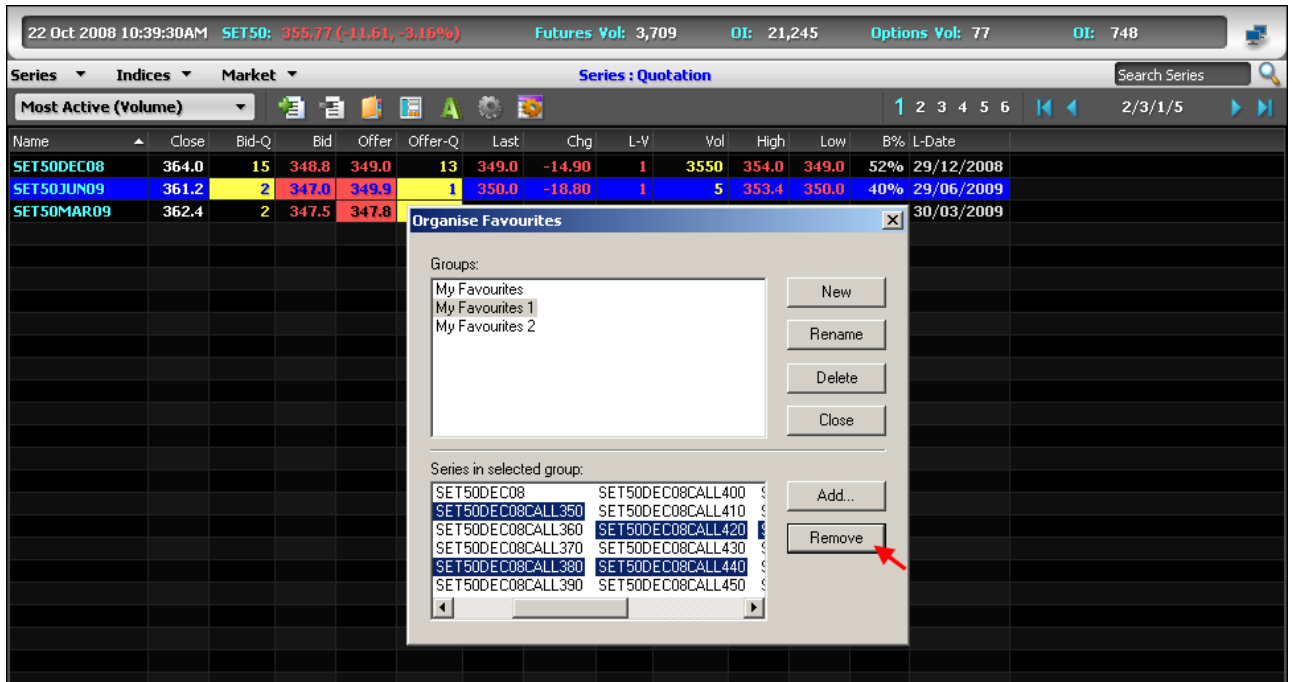 22 Oct 2008 10:39:30AM SET50: 355.77 (-11.61, -3.16%) Futures Vol: 3,709 OI: 21,245 Options Vol: 77 OI: 748
Series Indices Market Series : Quotation Search Series
Most Active (Volume) A 1 2 3 4 5 6 2/3/1/5
Name Close Bid-Q Bid Offer Offer-Q Last Chg L-V Vol High Low B% L-Date
SET50DEC08 364.0 15 348.8 349.0 13 349.0 -14.90 1 3550 354.0 349.0 52% 29/12/2008
SET50JUN09 361.2 2 347.0 349.9 1 350.0 -18.80 1 5 353.4 350.0 40% 29/06/2009
SET50MAR09 362.4 2 347.5 347.8 30/03/2009
Organise Favourites
Groups:
My Favourites
My Favourites 1
My Favourites 2
New
Rename
Delete
Close
Series in selected group:
SET50DEC08 SET50DEC08CALL400
SET50DEC08CALL350 SET50DEC08CALL410
SET50DEC08CALL360 SET50DEC08CALL420
SET50DEC08CALL370 SET50DEC08CALL430
SET50DEC08CALL380 SET50DEC08CALL440
SET50DEC08CALL390 SET50DEC08CALL450
Add...
Remove